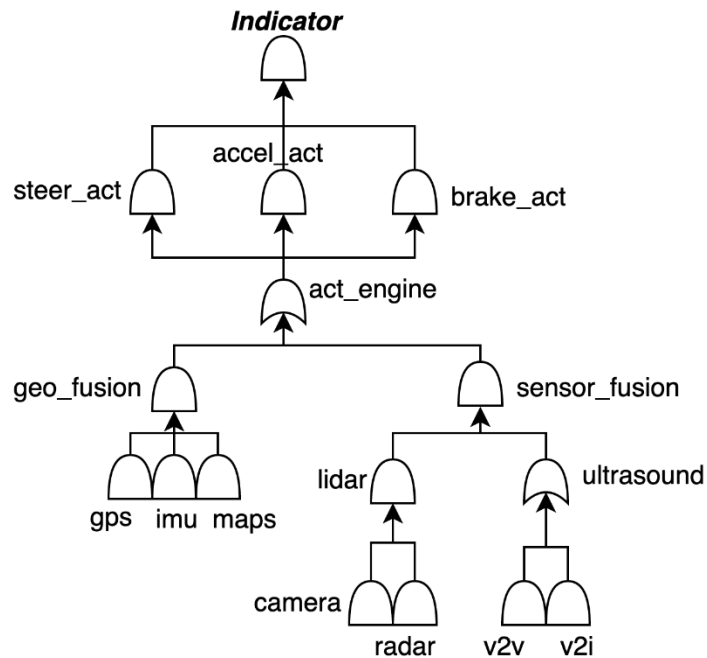 Indicator
accel_act
steer_act
brake_act
act_engine
geo_fusion
sensor_fusion
lidar
ultrasound
gps imu maps
camera
radar v2v v2i